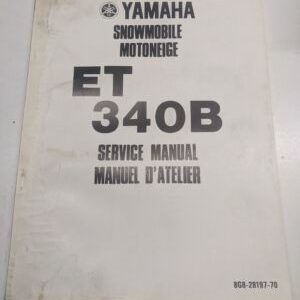 YAMAHA
SNOWMOBILE
MOTONEIGE
ET
340B
SERVICE MANUAL
MANUEL D'ATELIER
8G8-28197-70